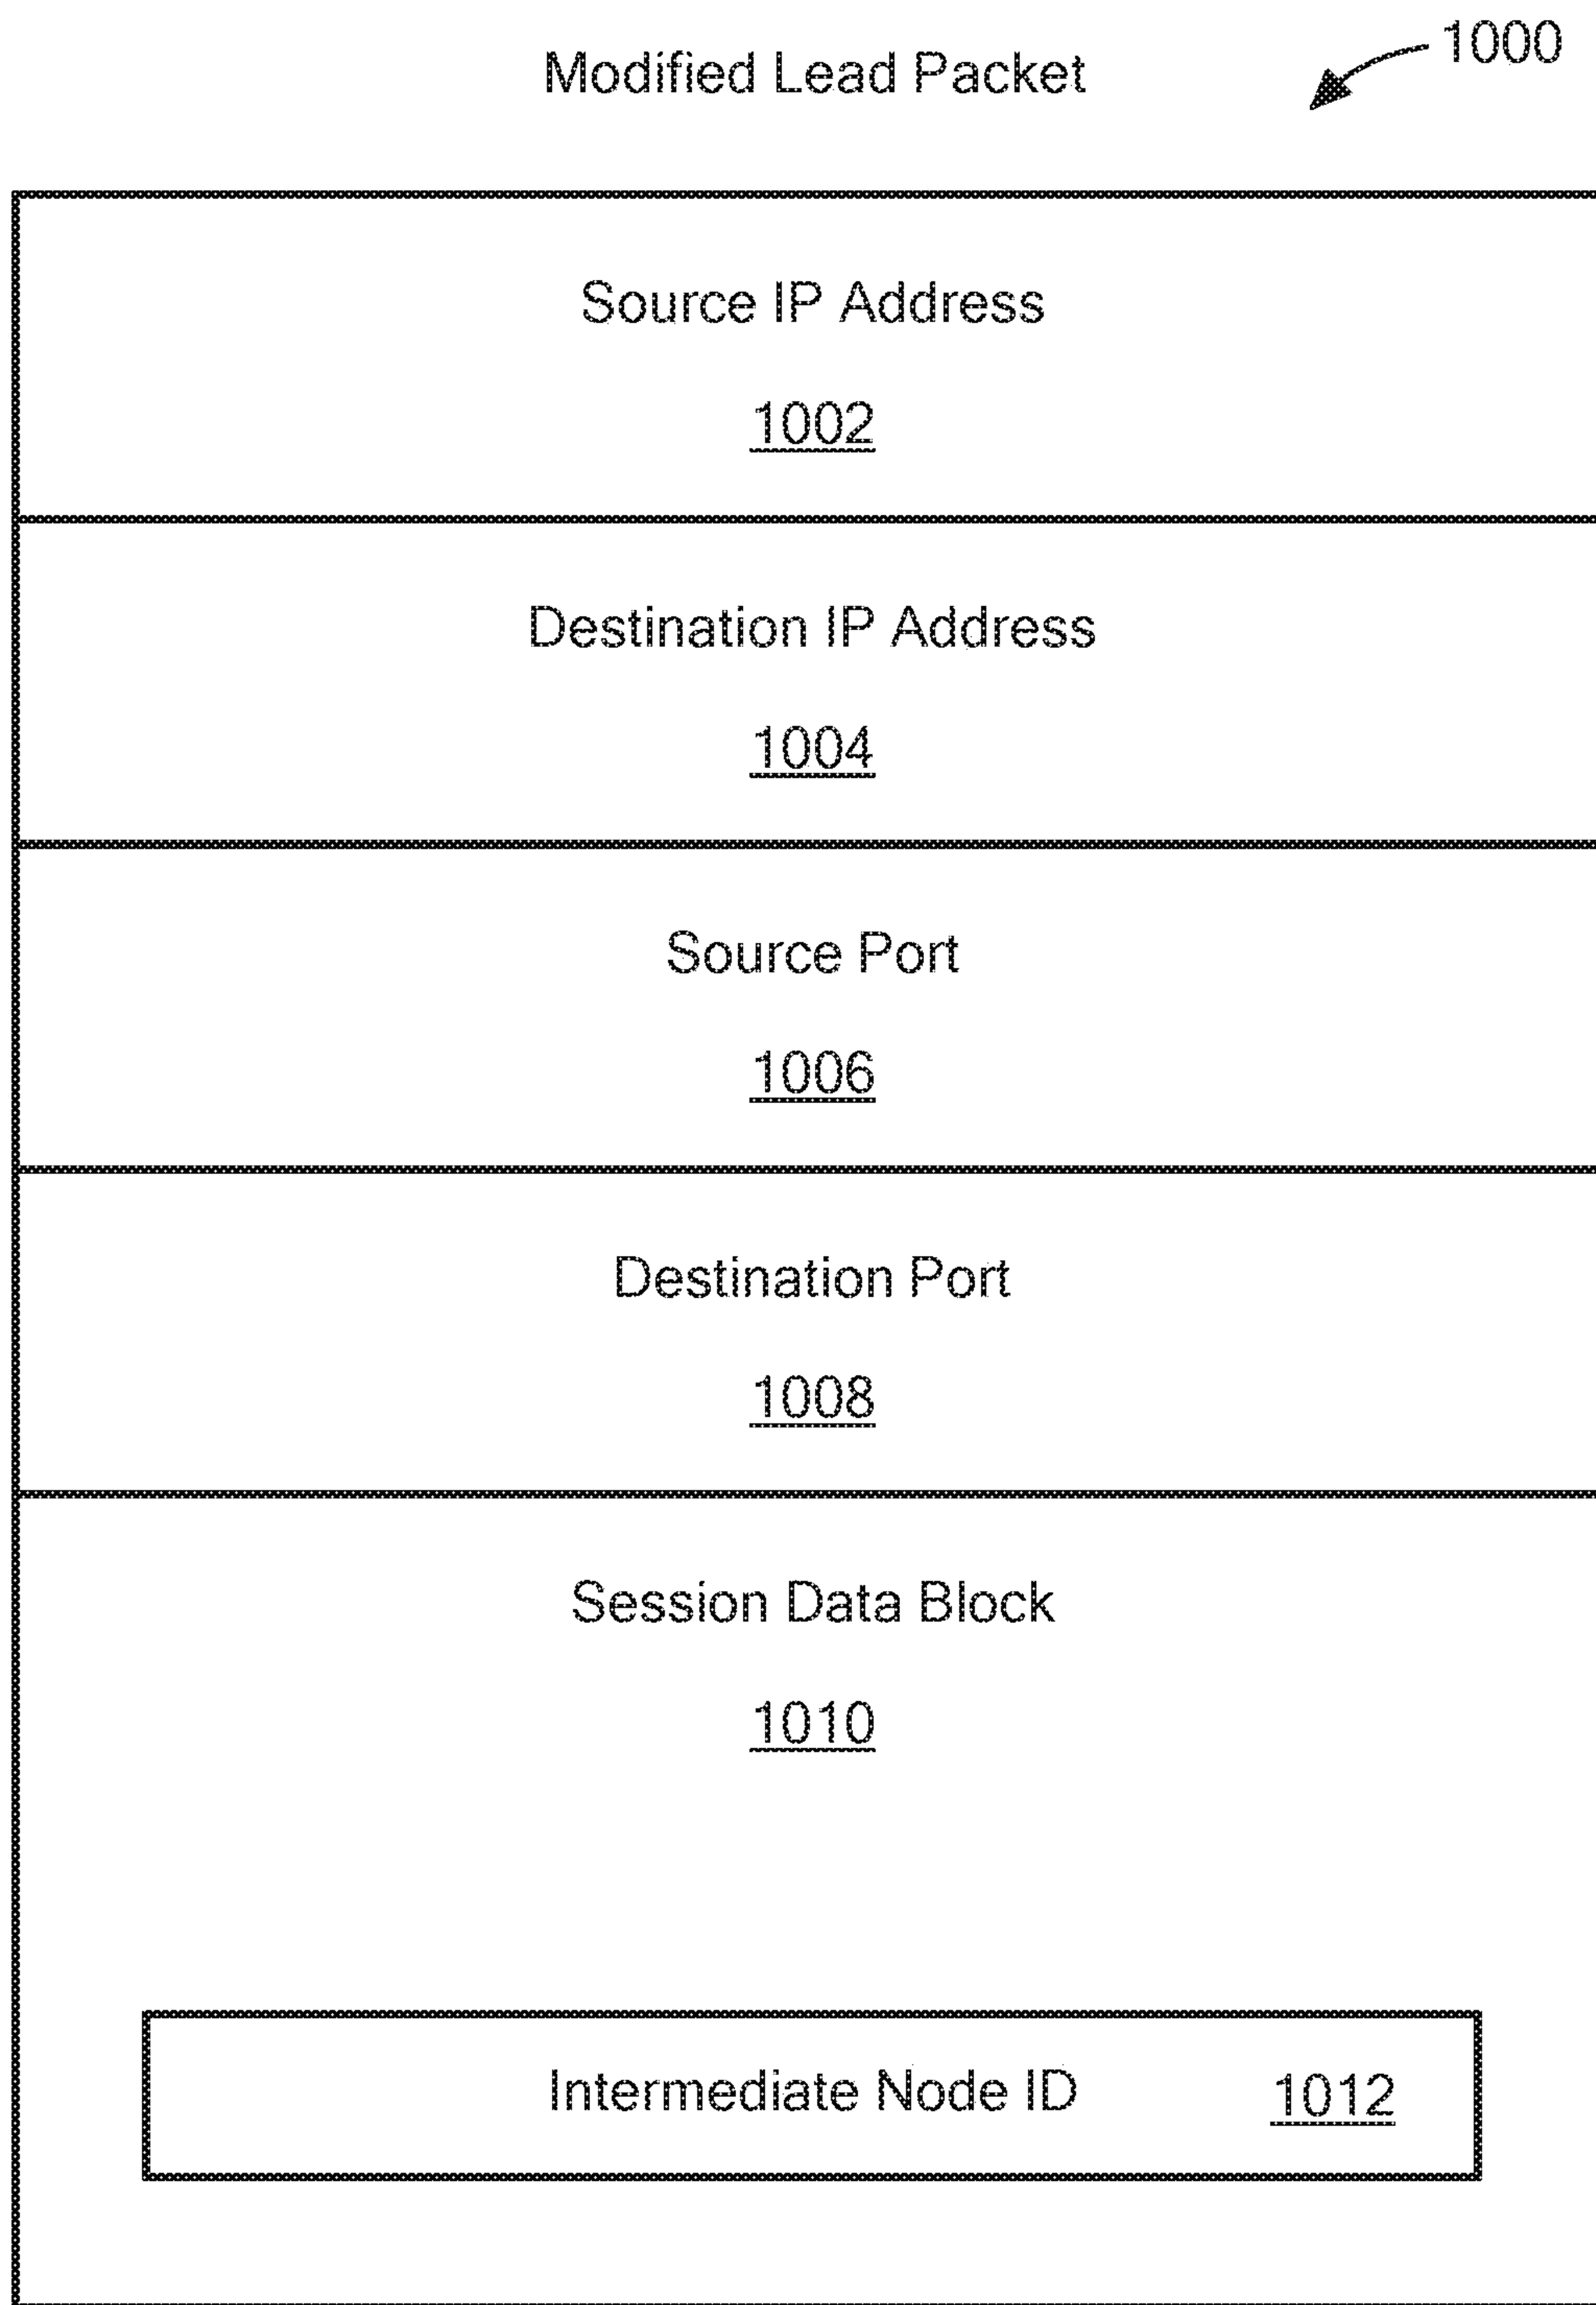 Modified Lead Packet
1000
Source IP Address
1002
Destination IP Address
1004
Source Port
1006
Destination Port
1008
Session Data Block
1010
Intermediate Node ID 1012